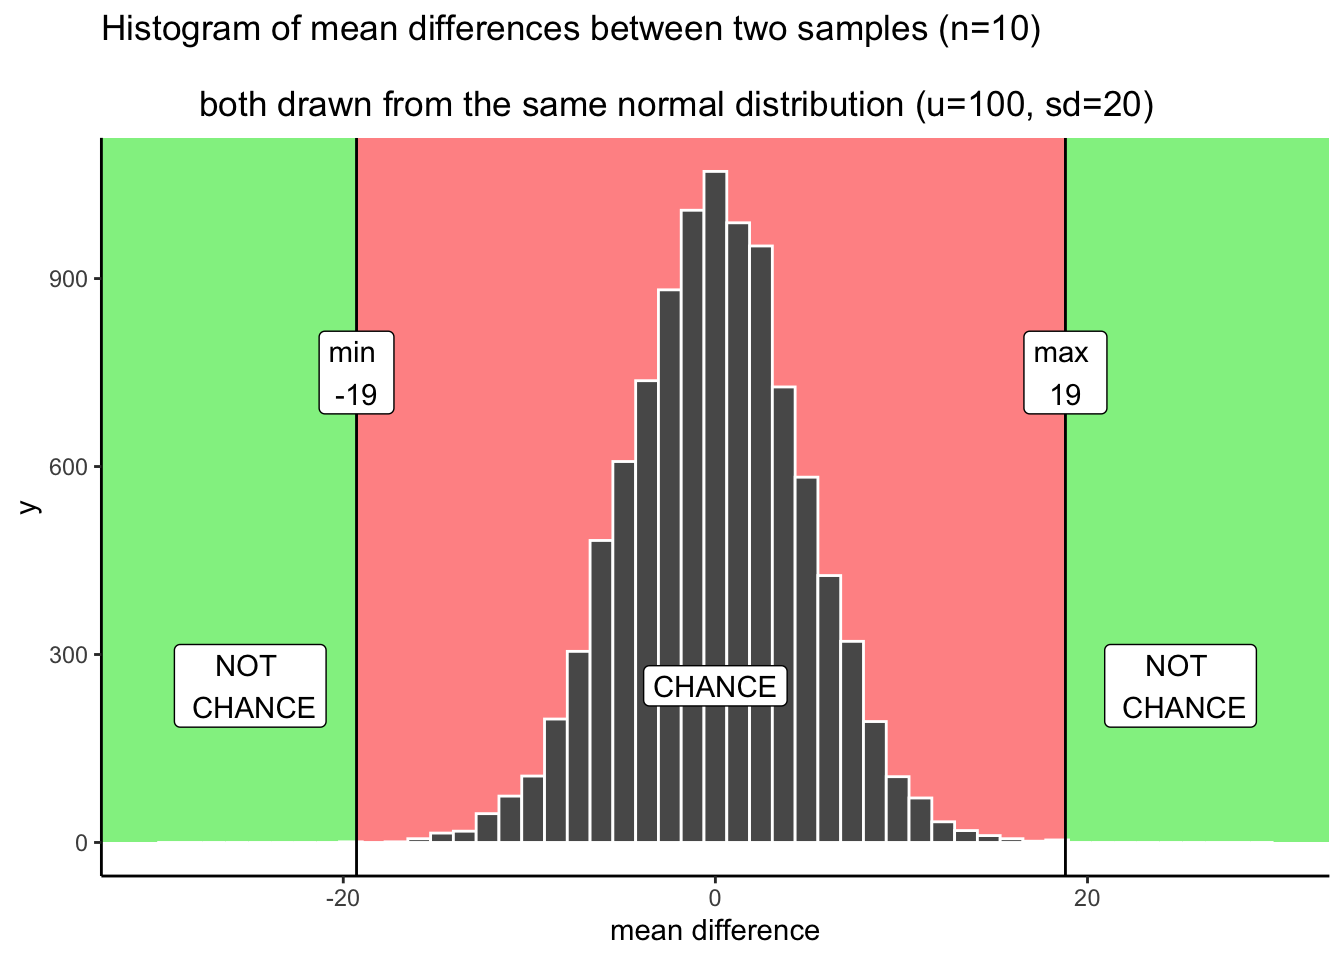 Histogram of mean differences between two samples (n=10)
both drawn from the same normal distribution (u=100, sd=20)
900
600
300
0
y
min
-19
max
19
NOT
CHANCE
CHANCE
NOT
CHANCE
-20
0
20
mean difference